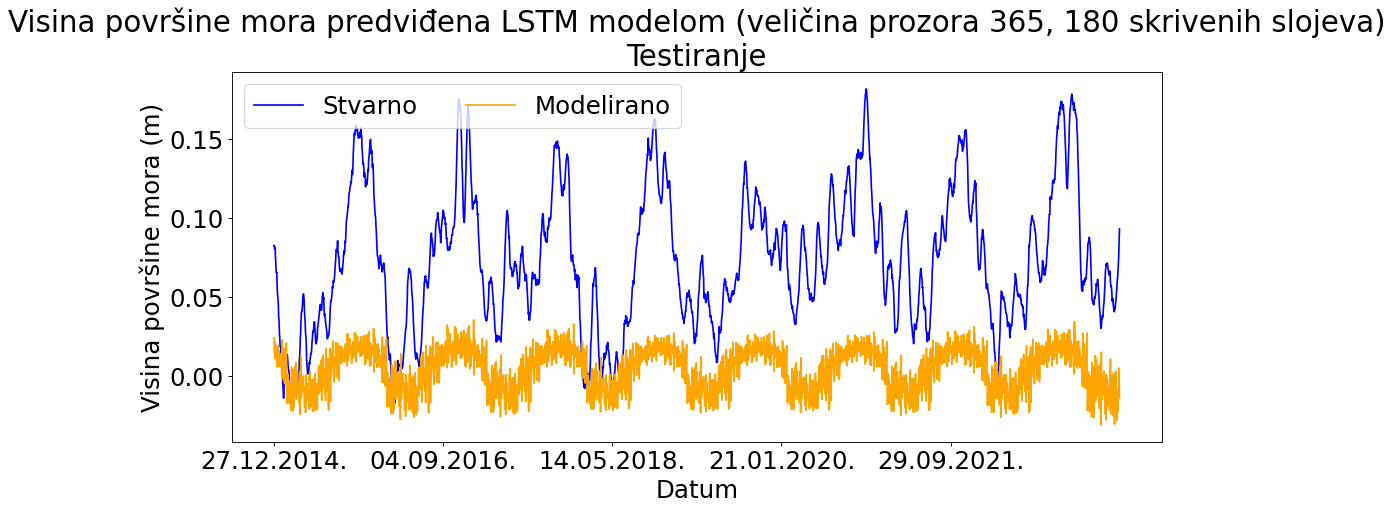 Visina površine mora predviđena LSTM modelom (veličina prozora 365, 180 skrivenih slojeva)
Testiranje
Stvarno
Modelirano
Visina površine mora (m)
0.15
0.10
0.05
0.00
27.12.2014.
04.09.2016.
14.05.2018.
21.01.2020.
29.09.2021.
Datum